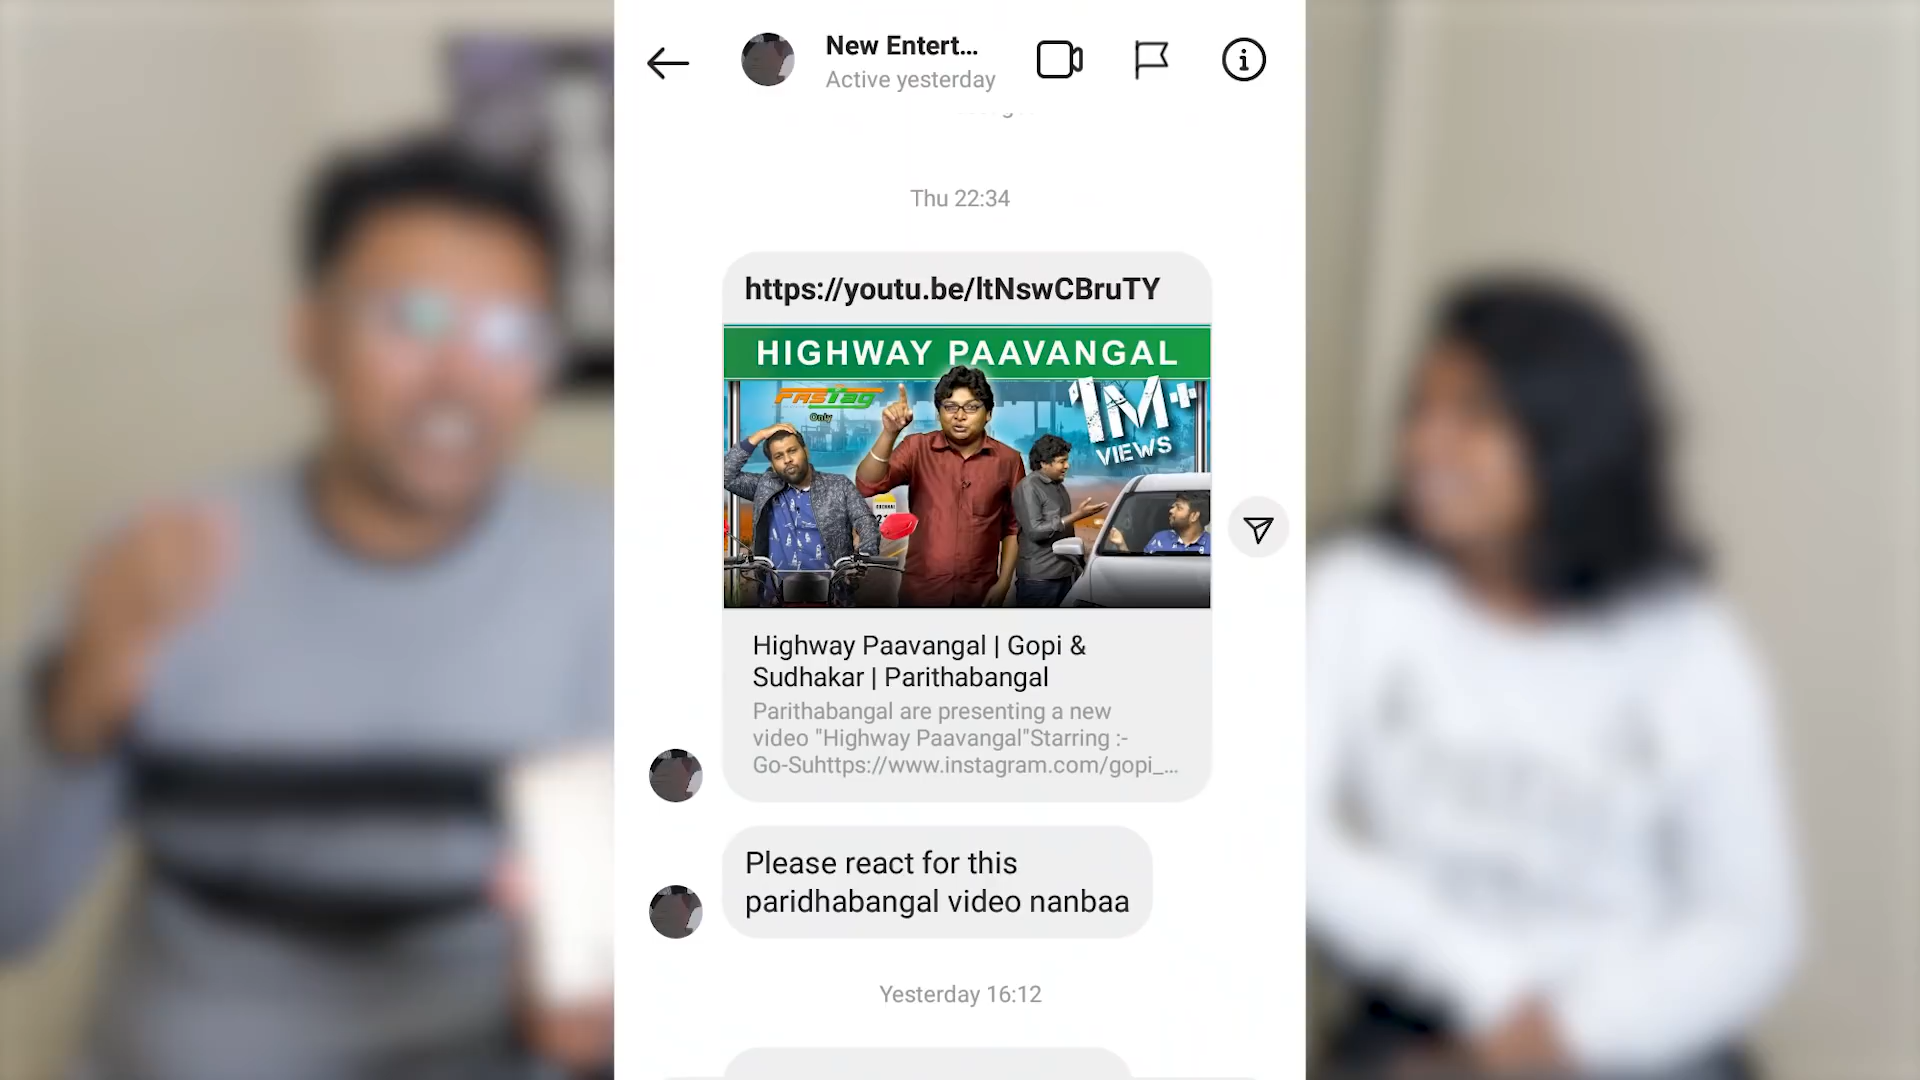 New Entert...
Active yesterday
Thu 22:34
https://youtu.be/ltNswCBruTY
HIGHWAY PAAVANGAL
FASTag
Only
1M+
VIEWS
CHENNAI
Highway Paavangal | Gopi &
Sudhakar | Parithabangal
Parithabangal are presenting a new
video "Highway Paavangal"Starring :-
Go-Suhttps://www.instagram.com/gopi_...
Please react for this
paridhabangal video nanbaa
Yesterday 16:12